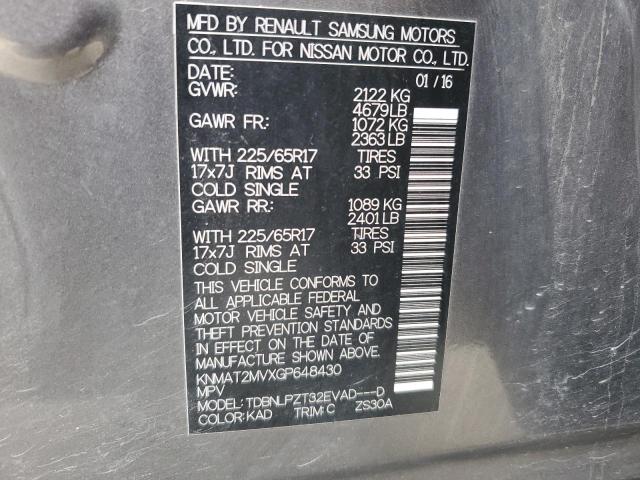 MFD BY RENAULT SAMSUNG MOTORS
CO., LTD. FOR NISSAN MOTOR CO., LTD.
DATE: 01/16
GVWR: 2122 KG
4679 LB
GAWR FR: 1072 KG
2363 LB
WITH 225/65R17 TIRES
17x7J RIMS AT 33 PSI
COLD SINGLE
GAWR RR: 1089 KG
2401 LB
WITH 225/65R17 TIRES
17x7J RIMS AT 33 PSI
COLD SINGLE
THIS VEHICLE CONFORMS TO
ALL APPLICABLE FEDERAL
MOTOR VEHICLE SAFETY AND
THEFT PREVENTION STANDARDS
IN EFFECT ON THE DATE OF
MANUFACTURE SHOWN ABOVE.
KNMAT2MVXGP648430
MPV
MODEL: TDBNLPZT32EVAD---D
COLOR: KAD TRIM: C ZS30A